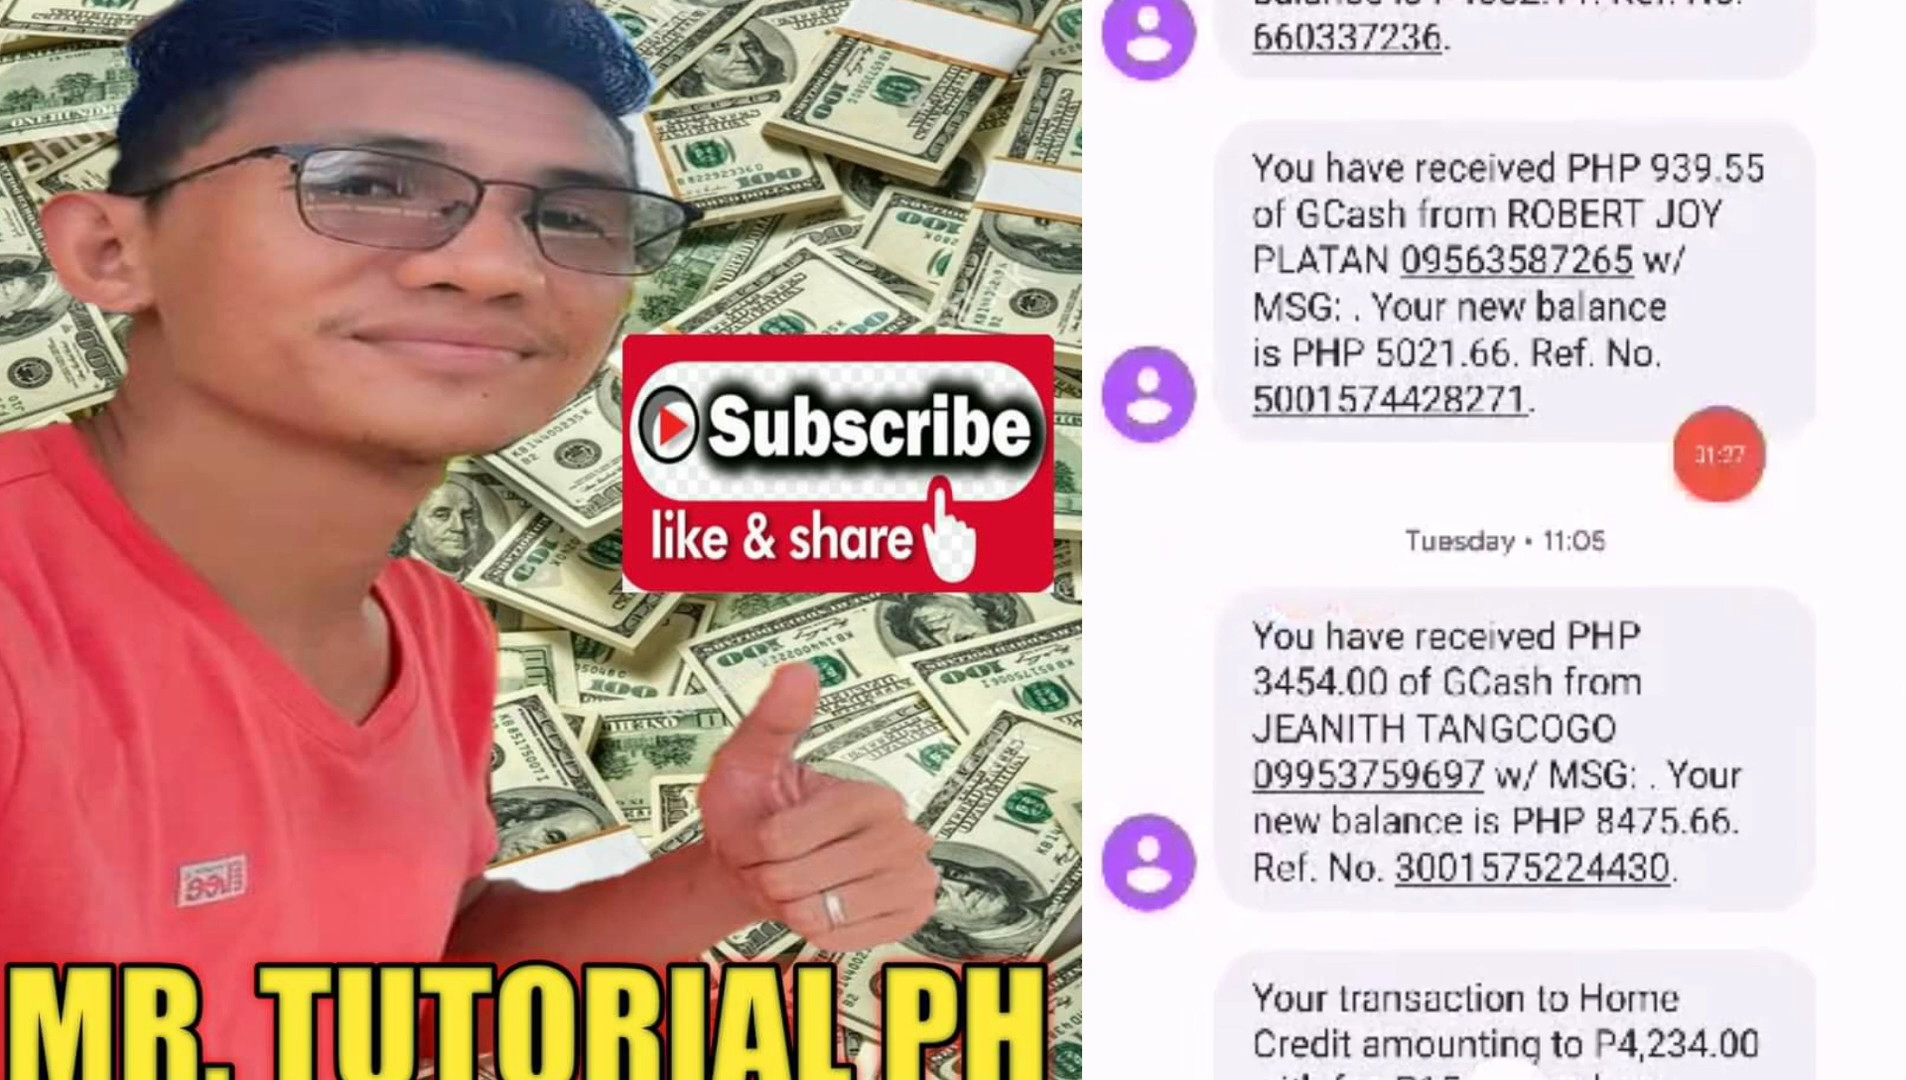 Subscribe
like & share
MR. TUTORIAL PH
660337236.
You have received PHP 939.55
of GCash from ROBERT JOY
PLATAN 09563587265 w/
MSG: . Your new balance
is PHP 5021.66. Ref. No.
5001574428271.
Tuesday • 11:05
You have received PHP
3454.00 of GCash from
JEANITH TANGCOGO
09953759697 w/ MSG: . Your
new balance is PHP 8475.66.
Ref. No. 3001575224430.
Your transaction to Home
Credit amounting to P4,234.00